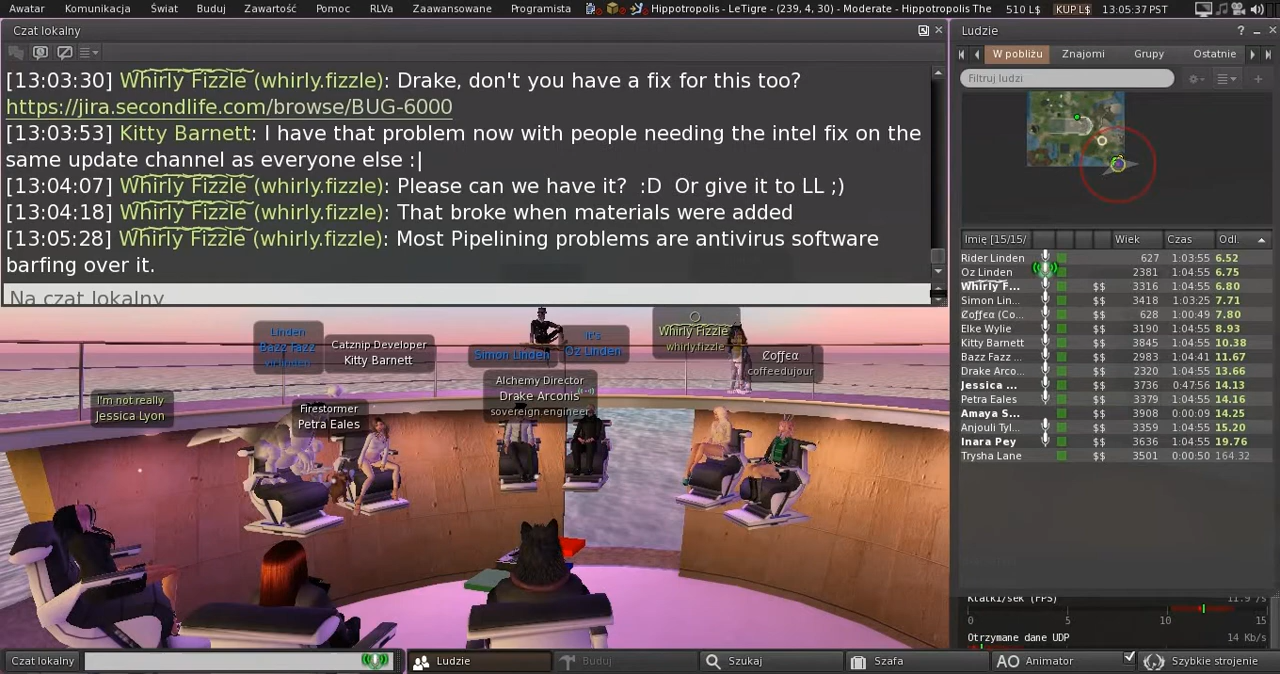 Awatar Komunikacja Świat Buduj Zawartość Pomoc RLVa Zaawansowane Programista Hippotropolis - LeTigre - (239, 4, 30) - Moderate - Hippotropolis The 510 L$ KUP L$ 13:05:37 PST
Czat lokalny
[13:03:30] Whirly Fizzle (whirly.fizzle): Drake, don't you have a fix for this too?
https://jira.secondlife.com/browse/BUG-6000
[13:03:53] Kitty Barnett: I have that problem now with people needing the intel fix on the
same update channel as everyone else :|
[13:04:07] Whirly Fizzle (whirly.fizzle): Please can we have it?  :D  Or give it to LL ;)
[13:04:18] Whirly Fizzle (whirly.fizzle): That broke when materials were added
[13:05:28] Whirly Fizzle (whirly.fizzle): Most Pipelining problems are antivirus software
barfing over it.
Na czat lokalny
Ludzie
W pobliżu Znajomi Grupy Ostatnie
Filtruj ludzi
Imię [15/15/ Wiek Czas Odl.
Rider Linden 627 1:03:55 6.52
Oz Linden 2381 1:04:55 6.75
Whirly F... $$ 3316 1:04:55 6.80
Simon Lin... $$ 3418 1:03:25 7.71
Ȼoffeα (Co... $$ 628 1:00:49 7.80
Elke Wylie $$ 3190 1:04:55 8.93
Kitty Barnett $$ 3845 1:04:55 10.38
Bazz Fazz ... $$ 2983 1:04:41 11.67
Drake Arco... $$ 2320 1:04:55 13.66
Jessica ... $$ 3736 0:47:56 14.13
Petra Eales $$ 3379 1:04:55 14.16
Amaya S... $$ 3908 0:00:09 14.25
Anjouli Tyl... $$ 3359 1:04:55 15.20
Inara Pey $$ 3636 1:04:55 19.76
Trysha Lane $$ 3501 0:00:50 164.32
Klatki/sek (FPS) 11.9 /s
0 5 10 15
Otrzymane dane UDP 14 Kb/s
Linden
Bazz Fazz
Catznip Developer
Kitty Barnett
Simon Linden
It's
Oz Linden
Whirly Fizzle
whirly.fizzle
Ȼoffeα
coffeedujour
Alchemy Director
Drake Arconis
sovereign.engineer
I'm not really
Jessica Lyon
Firestormer
Petra Eales
Czat lokalny Ludzie Buduj Szukaj Szafa AO Animator Szybkie strojenie